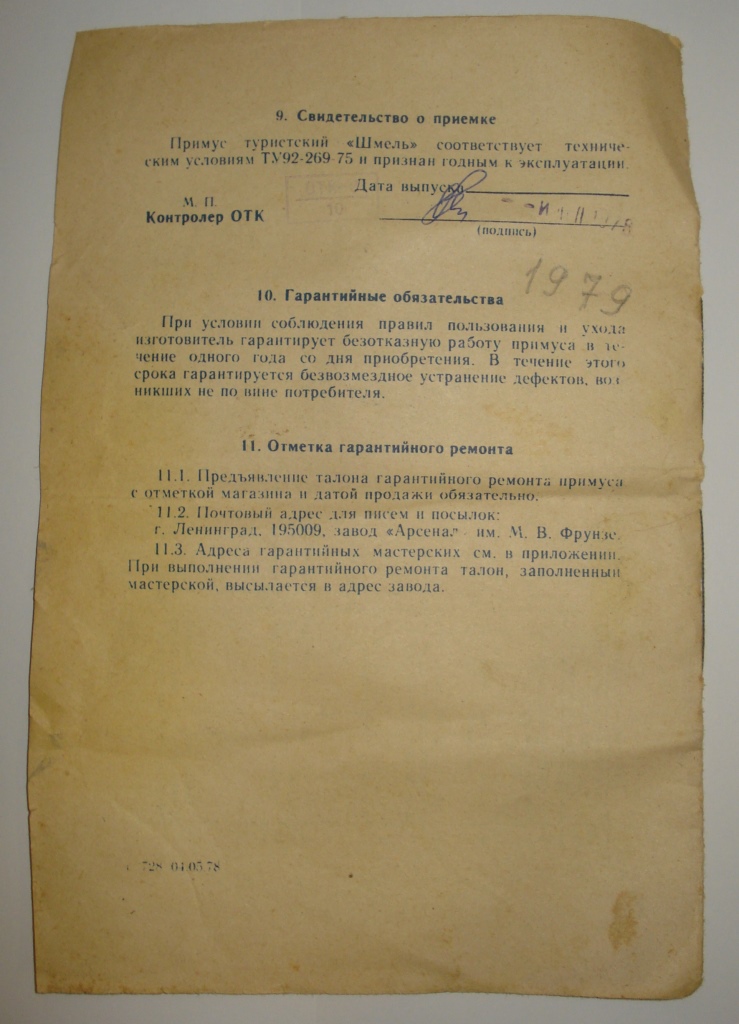 9. Свидетельство о приемке
Примус туристский «Шмель» соответствует техниче-
ским условиям ТУ92-269-75 и признан годным к эксплуатации.
Дата выпуска
М. П.
10
Контролер ОТК
(подпись)
1979
10. Гарантийные обязательства
При условии соблюдения правил пользования и ухода
изготовитель гарантирует безотказную работу примуса в те-
чение одного года со дня приобретения. В течение этого
срока гарантируется безвозмездное устранение дефектов, воз
никших не по вине потребителя.
11. Отметка гарантийного ремонта
11.1. Предъявление талона гарантийного ремонта примуса
с отметкой магазина и датой продажи обязательно.
11.2. Почтовый адрес для писем и посылок:
г. Ленинград, 195009, завод «Арсенал» им. М. В. Фрунзе.
11.3. Адреса гарантийных мастерских см. в приложении.
При выполнении гарантийного ремонта талон, заполненный
мастерской, высылается в адрес завода.
728 04.05.78